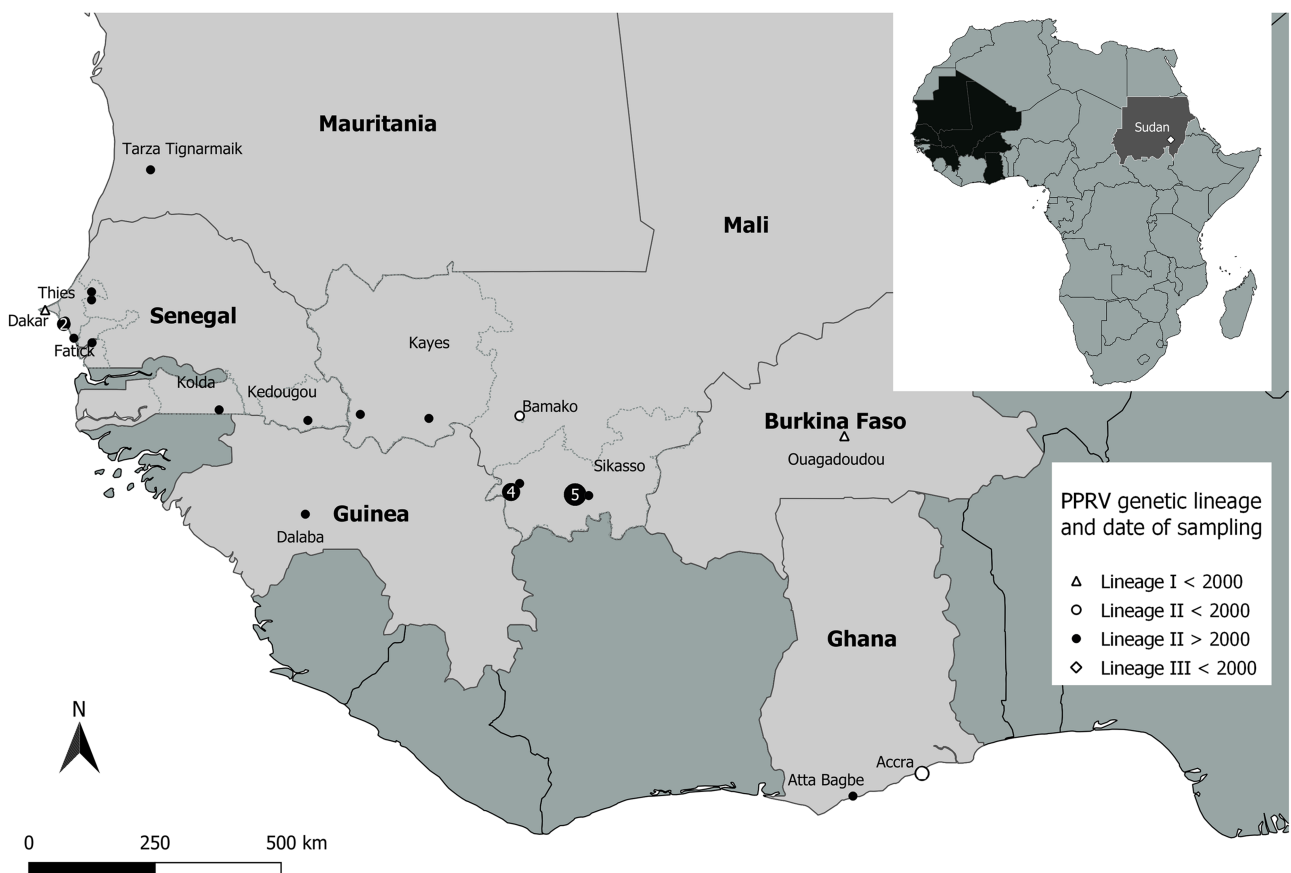 Mauritania
Tarza Tignarmaik
Sudan
Mali
Thies
Dakar
2
Senegal
Fatick
Kayes
Kolda
Kedougou
Bamako
Burkina Faso
Ouagadoudou
Sikasso
4
5
Guinea
Dalaba
PPRV genetic lineage
and date of sampling
Lineage I < 2000
Lineage II < 2000
Lineage II > 2000
Lineage III < 2000
Ghana
N
Accra
Atta Bagbe
0 250 500 km